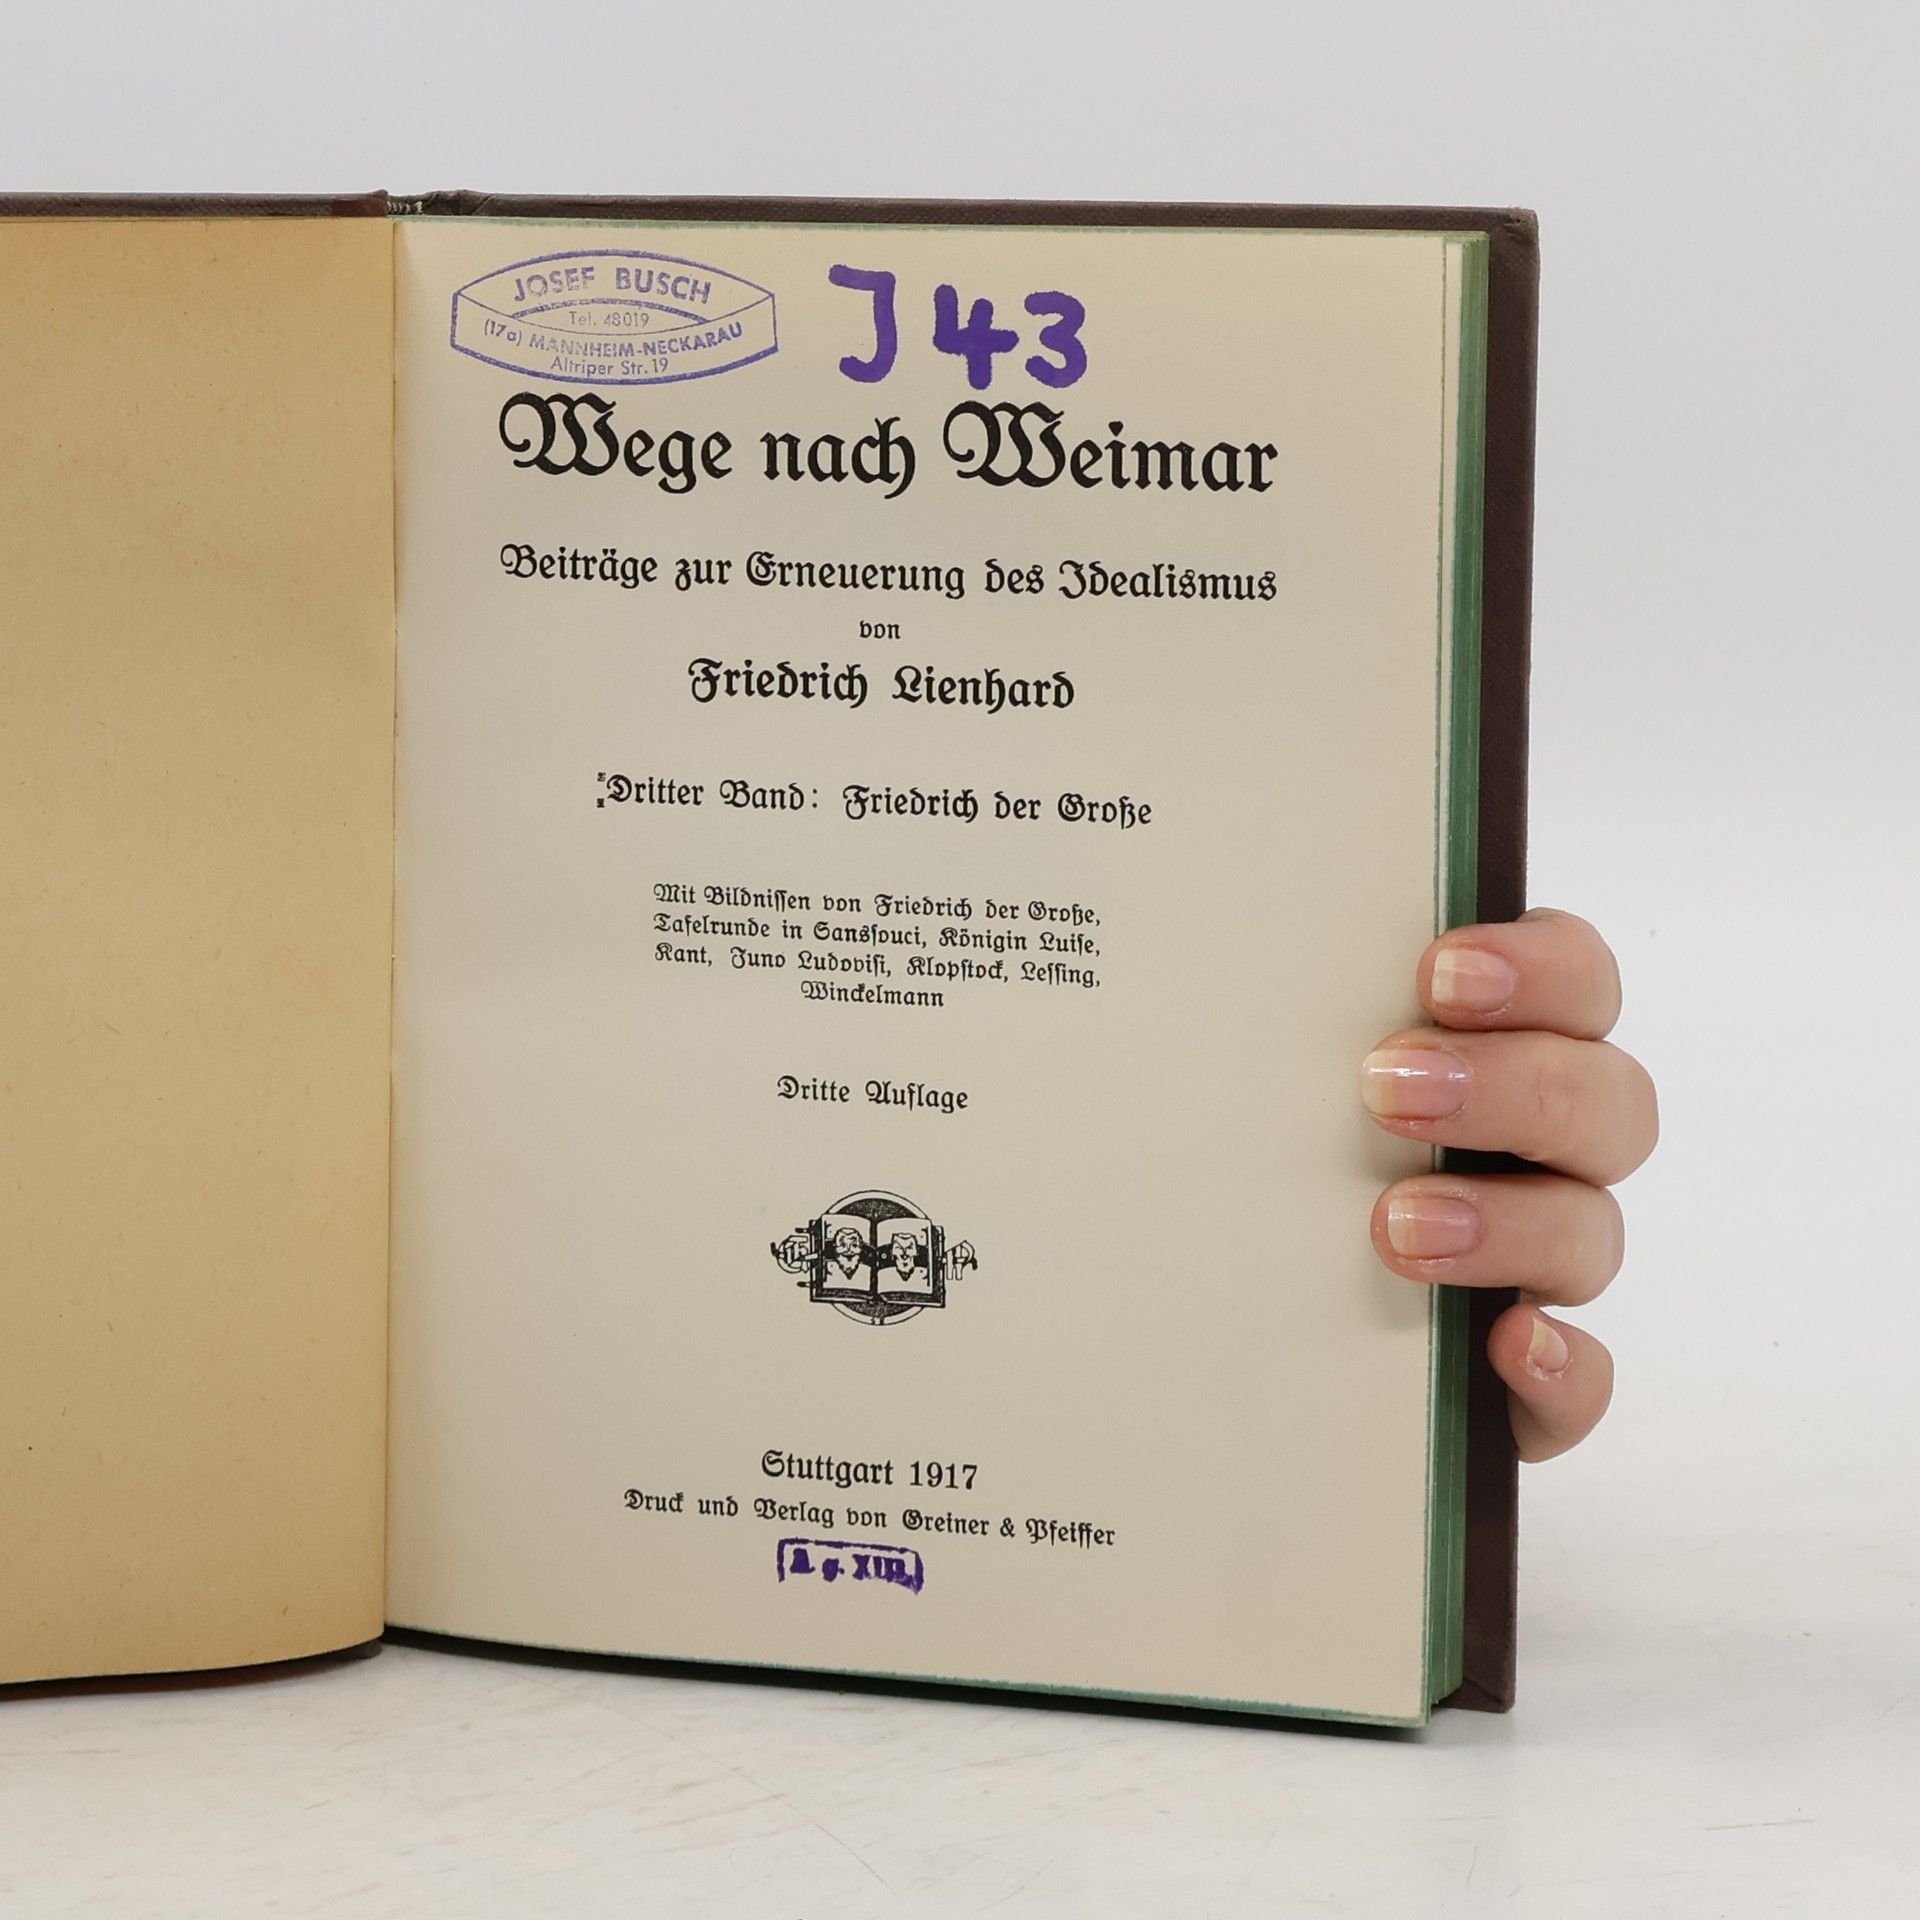 JOSEF BUSCH
Tel. 48019
(17a) MANNHEIM-NECKARAU
Altriper Str. 19
J 43
Wege nach Weimar
Beiträge zur Erneuerung des Idealismus
von
Friedrich Lienhard
Dritter Band: Friedrich der Große
Mit Bildnissen von Friedrich der Große,
Tafelrunde in Sanssouci, Königin Luise,
Kant, Juno Ludovisi, Klopstock, Lessing,
Winckelmann
Dritte Auflage
Stuttgart 1917
Druck und Verlag von Greiner & Pfeiffer
A. g. XIII.